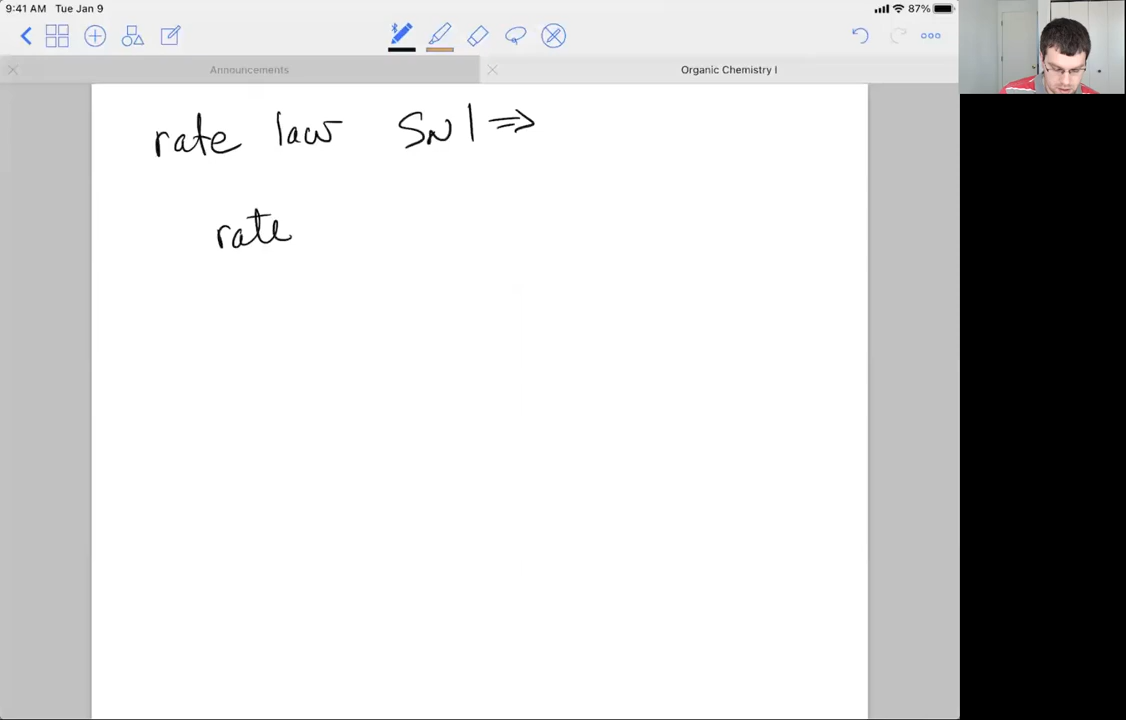 9:41 AM Tue Jan 9 87%
Announcements
Organic Chemistry I
rate law SN1 ⇒
rate